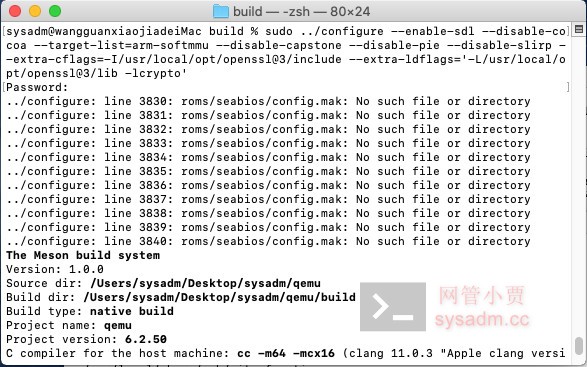 build — -zsh — 80×24
[sysadm@wangguanxiaojiadeiMac build % sudo ../configure --enable-sdl --disable-co]
coa --target-list=arm-softmmu --disable-capstone --disable-pie --disable-slirp -
-extra-cflags=-I/usr/local/opt/openssl@3/include --extra-ldflags='-L/usr/local/o
pt/openssl@3/lib -lcrypto'
[Password:]
../configure: line 3830: roms/seabios/config.mak: No such file or directory
../configure: line 3831: roms/seabios/config.mak: No such file or directory
../configure: line 3832: roms/seabios/config.mak: No such file or directory
../configure: line 3833: roms/seabios/config.mak: No such file or directory
../configure: line 3834: roms/seabios/config.mak: No such file or directory
../configure: line 3835: roms/seabios/config.mak: No such file or directory
../configure: line 3836: roms/seabios/config.mak: No such file or directory
../configure: line 3837: roms/seabios/config.mak: No such file or directory
../configure: line 3838: roms/seabios/config.mak: No such file or directory
../configure: line 3839: roms/seabios/config.mak: No such file or directory
../configure: line 3840: roms/seabios/config.mak: No such file or directory
The Meson build system
Version: 1.0.0
Source dir: /Users/sysadm/Desktop/sysadm/qemu
Build dir: /Users/sysadm/Desktop/sysadm/qemu/build
Build type: native build
Project name: qemu
Project version: 6.2.50
C compiler for the host machine: cc -m64 -mcx16 (clang 11.0.3 "Apple clang versi
网管小贾
sysadm.cc